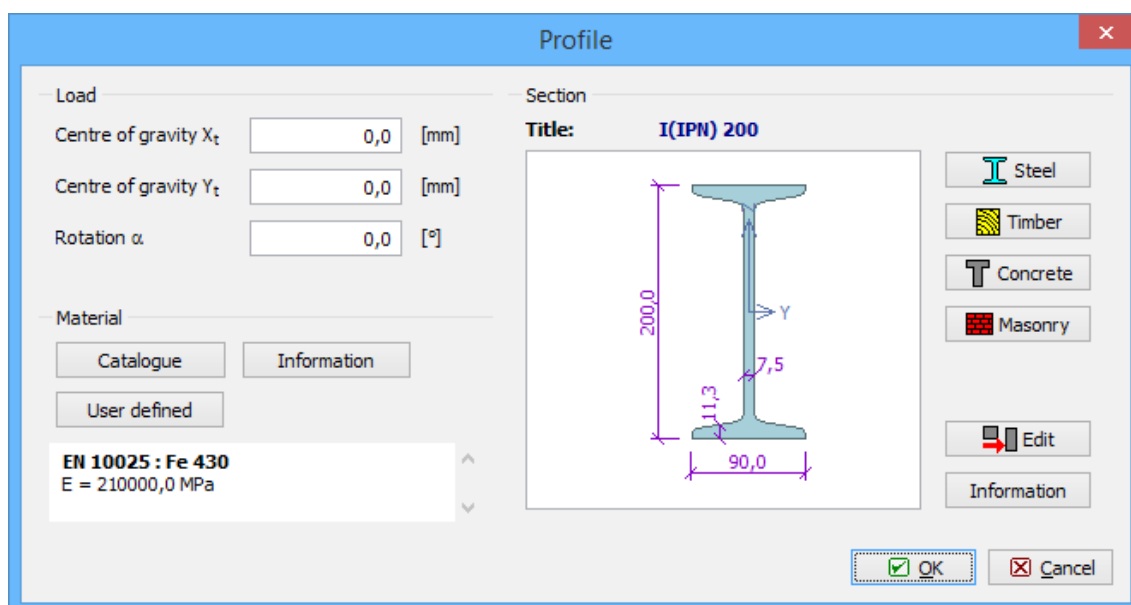 Profile
Load
Centre of gravity Xt
0,0
[mm]
Centre of gravity Yt
0,0
[mm]
Rotation α
0,0
[°]
Material
Catalogue
Information
User defined
EN 10025 : Fe 430
E = 210000,0 MPa
Section
Title:
I(IPN) 200
200,0
Y
7,5
11,3
90,0
Steel
Timber
Concrete
Masonry
Edit
Information
OK
Cancel